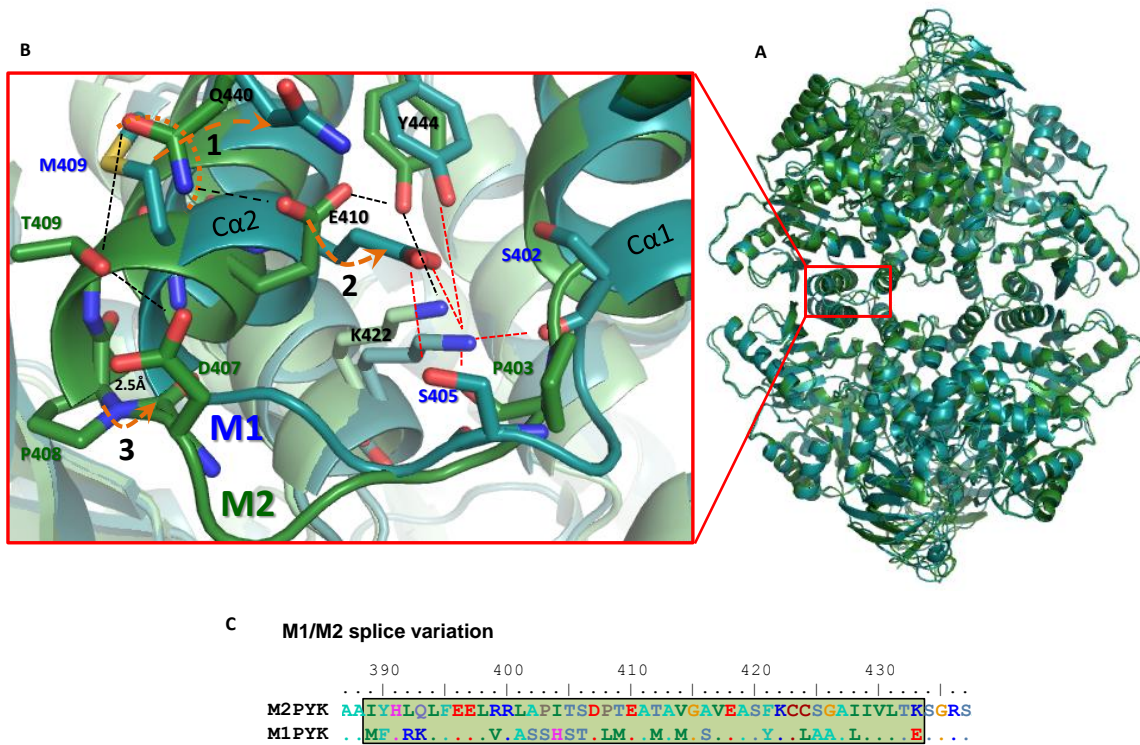 B
A
Q440
Y444
1
M409
T409
E410
Cα2
Cα1
S402
2
K422
P403
D407
2.5Å
S405
M1
P408
3
M2
C
M1/M2 splice variation
390 400 410 420 430
...|....|....|....|....|....|....|....|....|....|..
M2PYK AAIYHLQLFEELRRLAPITSDPTEATAVGAVEASFKCCSGAIIVLTKSGRS
M1PYK ..MF.RK.....V.ASSHST.LM..M.M.S....Y..LAA.L....E....